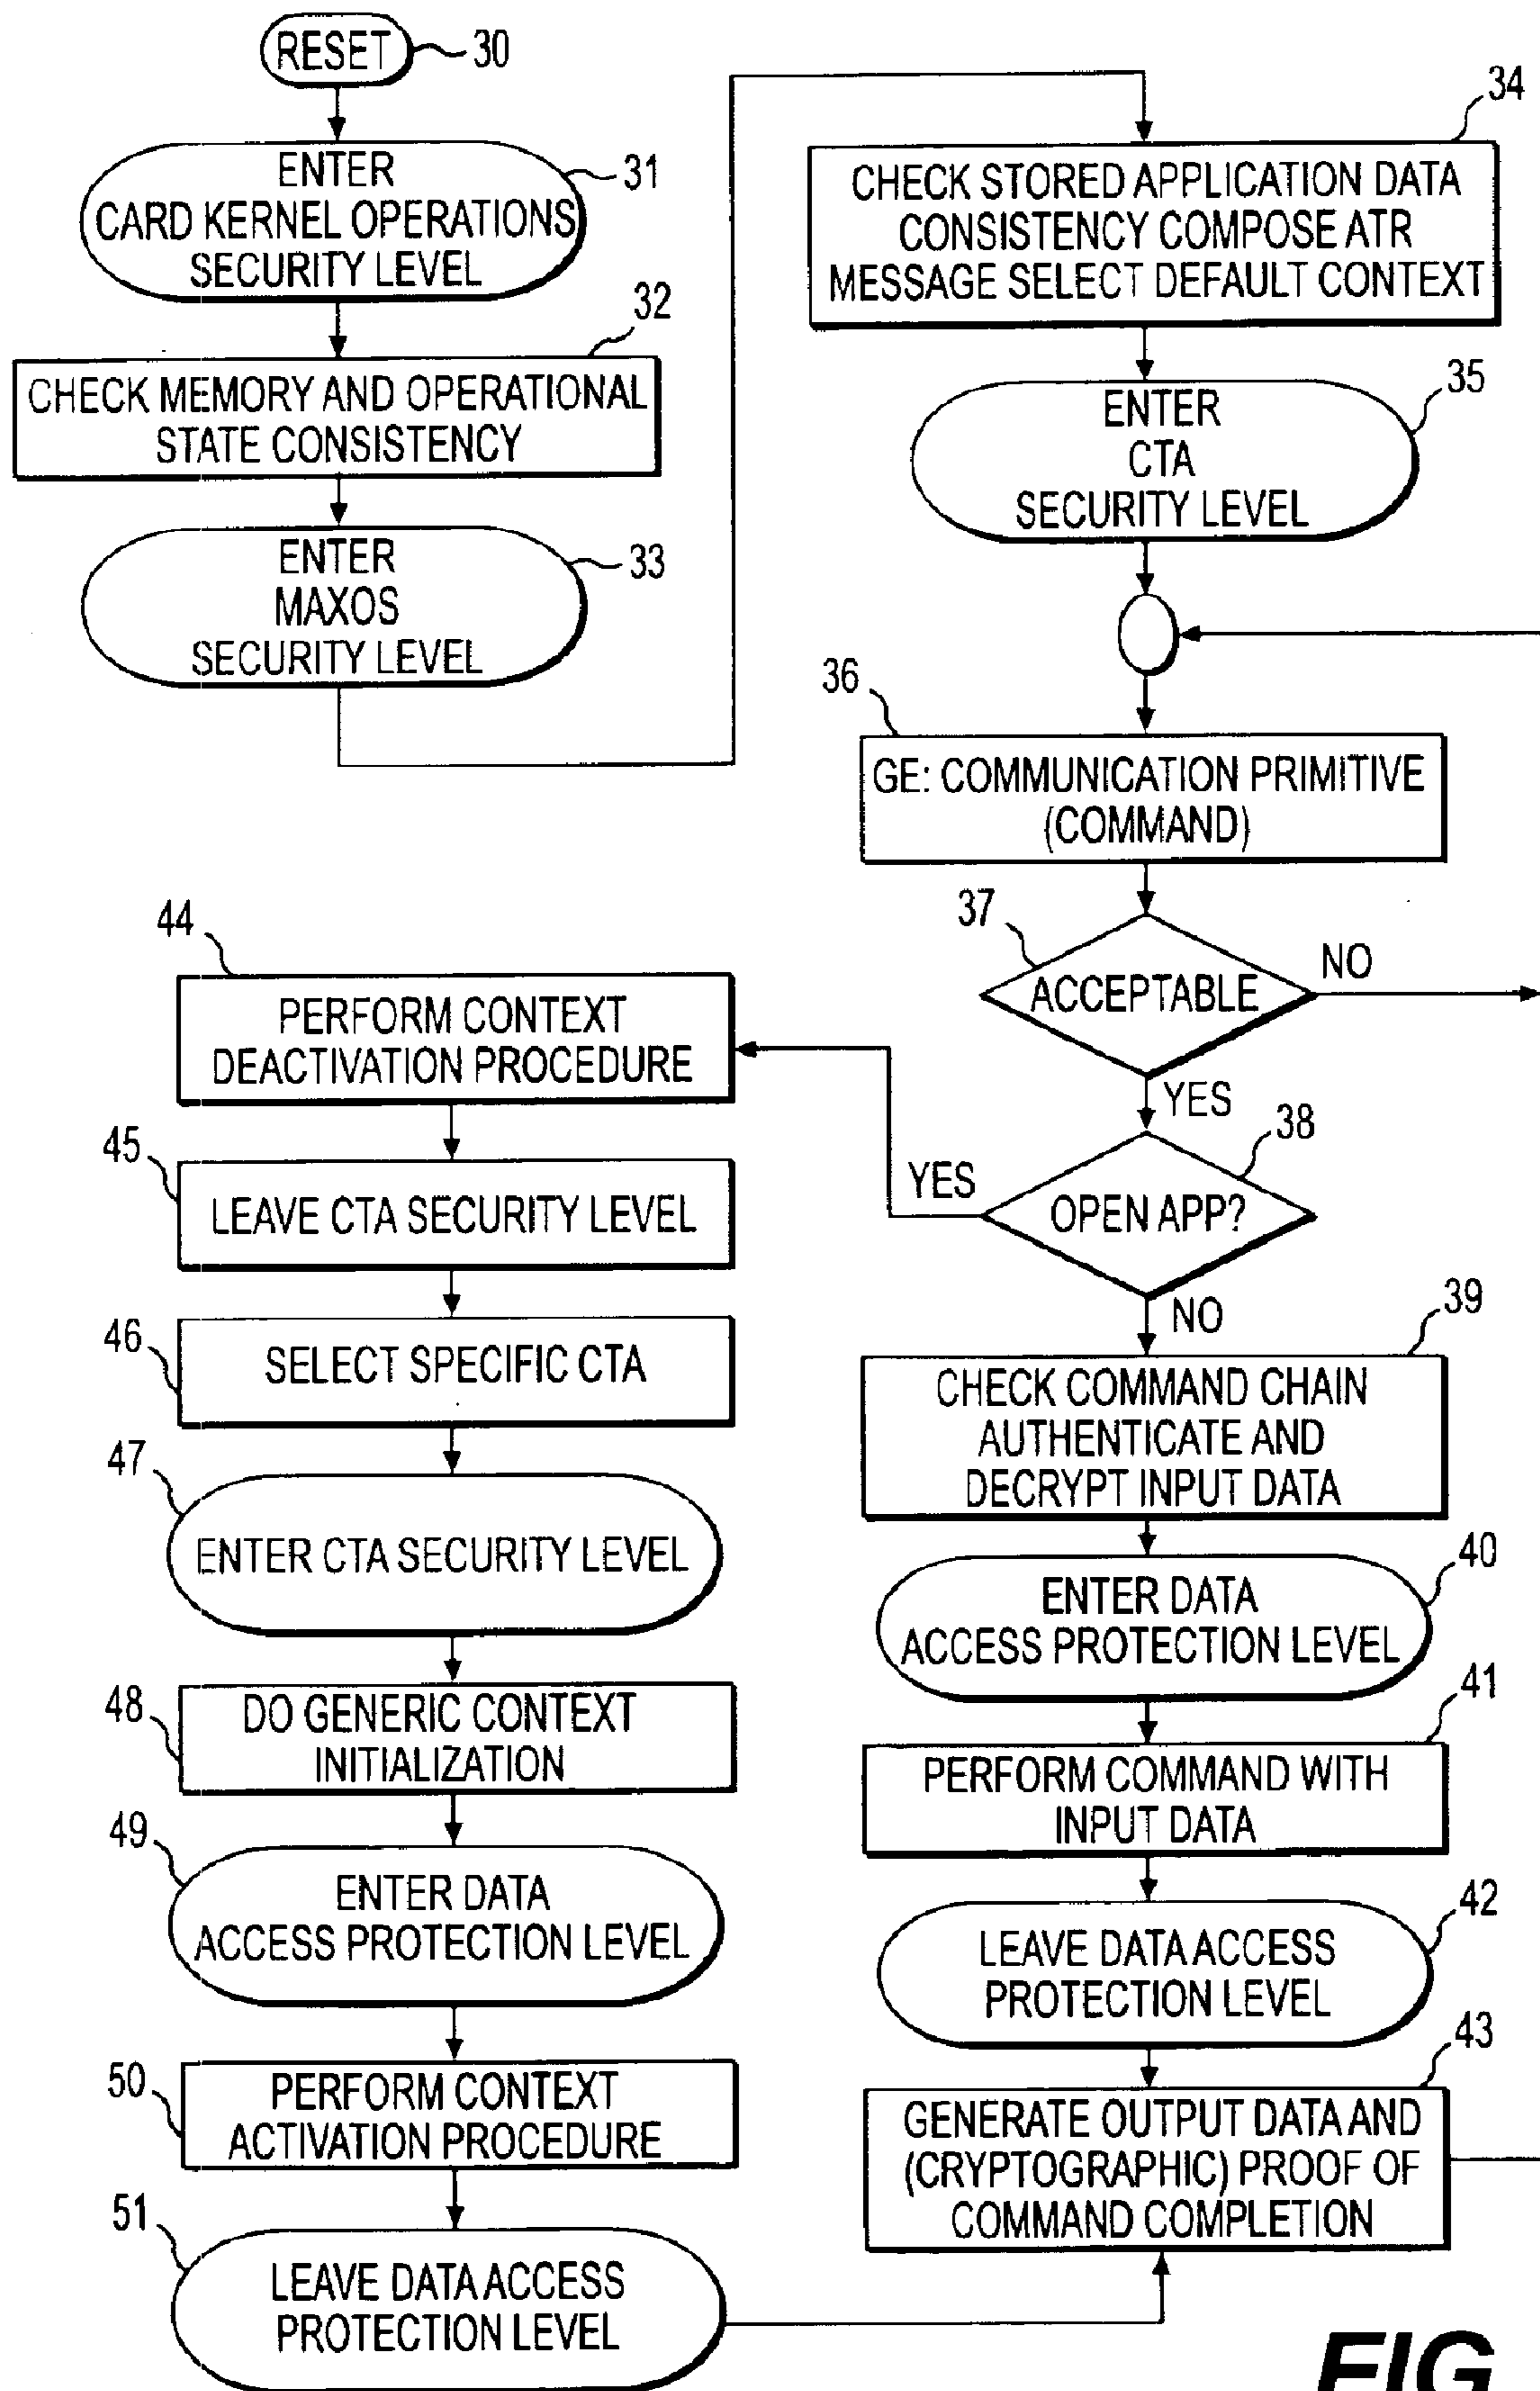 RESET
30
ENTER
CARD KERNEL OPERATIONS
SECURITY LEVEL
31
32
CHECK MEMORY AND OPERATIONAL
STATE CONSISTENCY
ENTER
MAXOS
SECURITY LEVEL
33
34
CHECK STORED APPLICATION DATA
CONSISTENCY COMPOSE ATR
MESSAGE SELECT DEFAULT CONTEXT
35
ENTER
CTA
SECURITY LEVEL
36
GE: COMMUNICATION PRIMITIVE
(COMMAND)
37
ACCEPTABLE
NO
YES
38
OPEN APP?
YES
NO
39
CHECK COMMAND CHAIN
AUTHENTICATE AND
DECRYPT INPUT DATA
40
ENTER DATA
ACCESS PROTECTION LEVEL
41
PERFORM COMMAND WITH
INPUT DATA
42
LEAVE DATA ACCESS
PROTECTION LEVEL
43
GENERATE OUTPUT DATA AND
(CRYPTOGRAPHIC) PROOF OF
COMMAND COMPLETION
44
PERFORM CONTEXT
DEACTIVATION PROCEDURE
45
LEAVE CTA SECURITY LEVEL
46
SELECT SPECIFIC CTA
47
ENTER CTA SECURITY LEVEL
48
DO GENERIC CONTEXT
INITIALIZATION
49
ENTER DATA
ACCESS PROTECTION LEVEL
50
PERFORM CONTEXT
ACTIVATION PROCEDURE
51
LEAVE DATA ACCESS
PROTECTION LEVEL
FIG